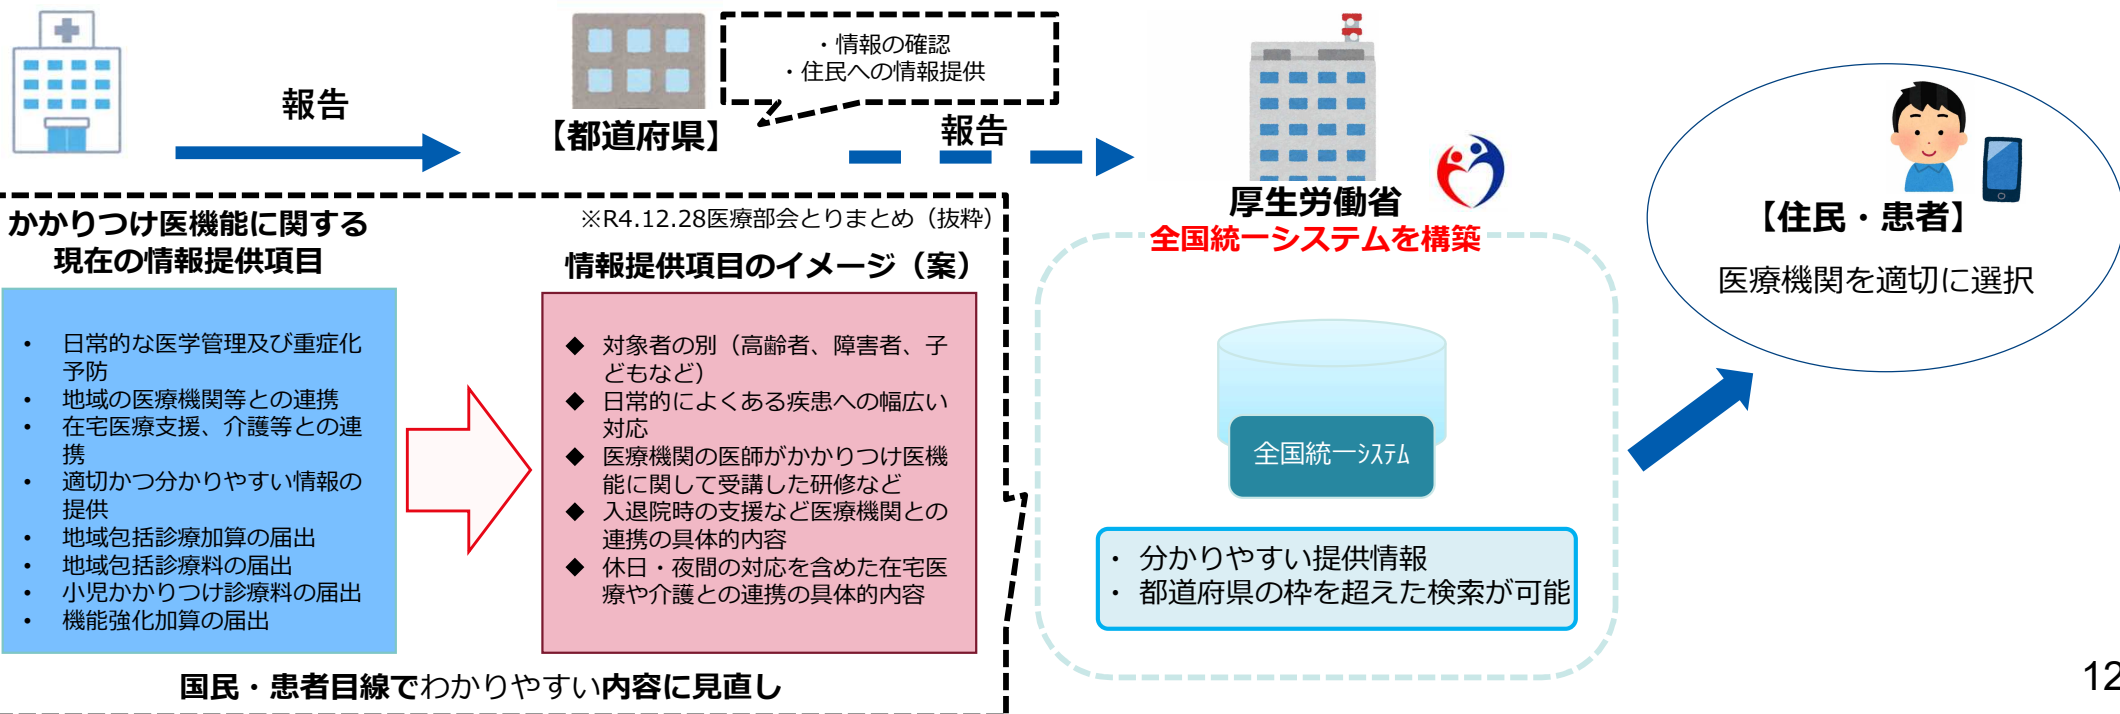 ・情報の確認
・住民への情報提供
報告
【都道府県】
報告
厚生労働省
全国統一システムを構築
【住民・患者】
医療機関を適切に選択
かかりつけ医機能に関する
現在の情報提供項目
・ 日常的な医学管理及び重症化
予防
・ 地域の医療機関等との連携
・ 在宅医療支援、介護等との連
携
・ 適切かつ分かりやすい情報の
提供
・ 地域包括診療加算の届出
・ 地域包括診療料の届出
・ 小児かかりつけ診療料の届出
・ 機能強化加算の届出
※R4.12.28医療部会とりまとめ（抜粋）
情報提供項目のイメージ（案）
◆ 対象者の別（高齢者、障害者、子
どもなど）
◆ 日常的によくある疾患への幅広い
対応
◆ 医療機関の医師がかかりつけ医機
能に関して受講した研修など
◆ 入退院時の支援など医療機関との
連携の具体的内容
◆ 休日・夜間の対応を含めた在宅医
療や介護との連携の具体的内容
国民・患者目線でわかりやすい内容に見直し
全国統一ｼｽﾃﾑ
・ 分かりやすい提供情報
・ 都道府県の枠を超えた検索が可能
12